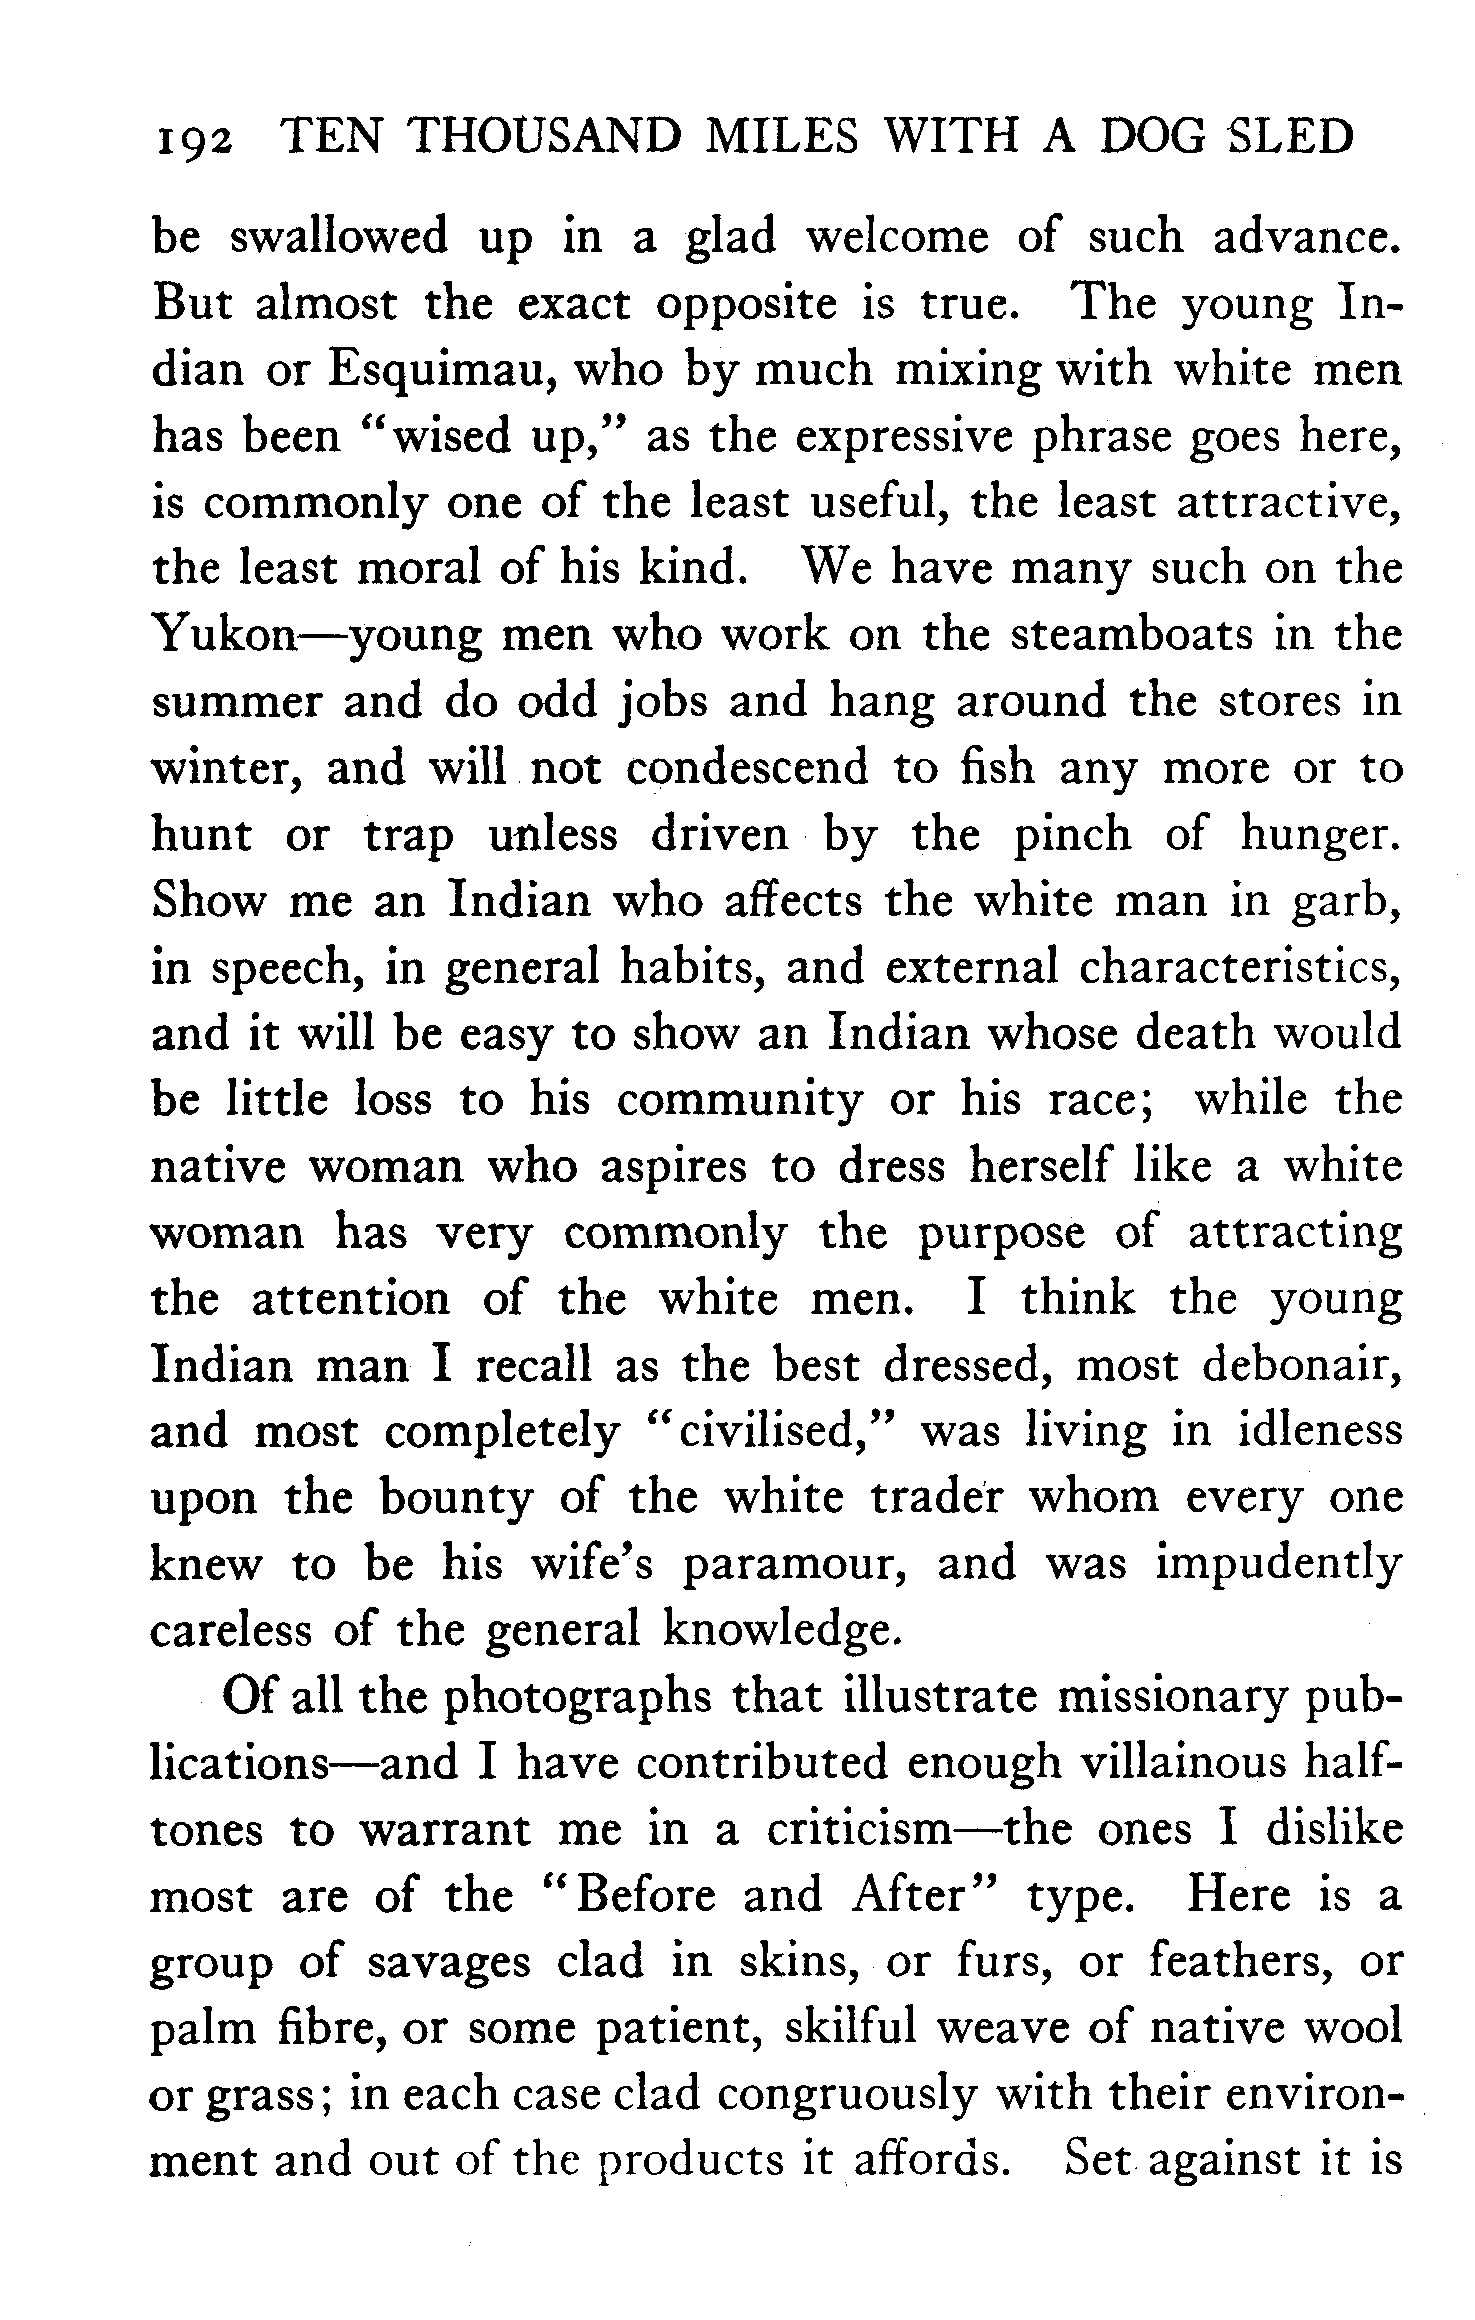 192 TEN THOUSAND MILES WITH A DOG SLED
be swallowed up in a glad welcome of such advance.
But almost the exact opposite is true. The young In-
dian or Esquimau, who by much mixing with white men
has been "wised up," as the expressive phrase goes here,
is commonly one of the least useful, the least attractive,
the least moral of his kind. We have many such on the
Yukon—young men who work on the steamboats in the
summer and do odd jobs and hang around the stores in
winter, and will not condescend to fish any more or to
hunt or trap unless driven by the pinch of hunger.
Show me an Indian who affects the white man in garb,
in speech, in general habits, and external characteristics,
and it will be easy to show an Indian whose death would
be little loss to his community or his race; while the
native woman who aspires to dress herself like a white
woman has very commonly the purpose of attracting
the attention of the white men. I think the young
Indian man I recall as the best dressed, most debonair,
and most completely "civilised," was living in idleness
upon the bounty of the white trader whom every one
knew to be his wife's paramour, and was impudently
careless of the general knowledge.
Of all the photographs that illustrate missionary pub-
lications—and I have contributed enough villainous half-
tones to warrant me in a criticism—the ones I dislike
most are of the "Before and After" type. Here is a
group of savages clad in skins, or furs, or feathers, or
palm fibre, or some patient, skilful weave of native wool
or grass; in each case clad congruously with their environ-
ment and out of the products it affords. Set against it is